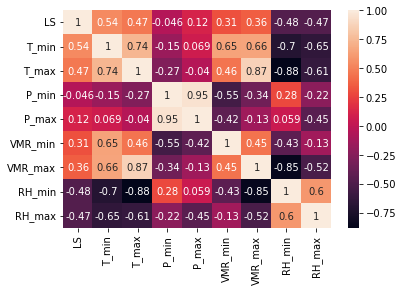 LS 1 0.54 0.47 -0.046 0.12 0.31 0.36 -0.48 -0.47
T_min 0.54 1 0.74 -0.15 0.069 0.65 0.66 -0.7 -0.65
T_max 0.47 0.74 1 -0.27 -0.04 0.46 0.87 -0.88 -0.61
P_min -0.046 -0.15 -0.27 1 0.95 -0.55 -0.34 0.28 -0.22
P_max 0.12 0.069 -0.04 0.95 1 -0.42 -0.13 0.059 -0.45
VMR_min 0.31 0.65 0.46 -0.55 -0.42 1 0.45 -0.43 -0.13
VMR_max 0.36 0.66 0.87 -0.34 -0.13 0.45 1 -0.85 -0.52
RH_min -0.48 -0.7 -0.88 0.28 0.059 -0.43 -0.85 1 0.6
RH_max -0.47 -0.65 -0.61 -0.22 -0.45 -0.13 -0.52 0.6 1
LS T_min T_max P_min P_max VMR_min VMR_max RH_min RH_max
1.00
0.75
0.50
0.25
0.00
−0.25
−0.50
−0.75